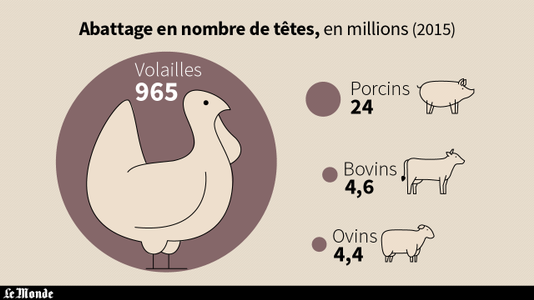 Abattage en nombre de têtes, en millions (2015)
Volailles
965
Porcins
24
Bovins
4,6
Ovins
4,4
Le Monde